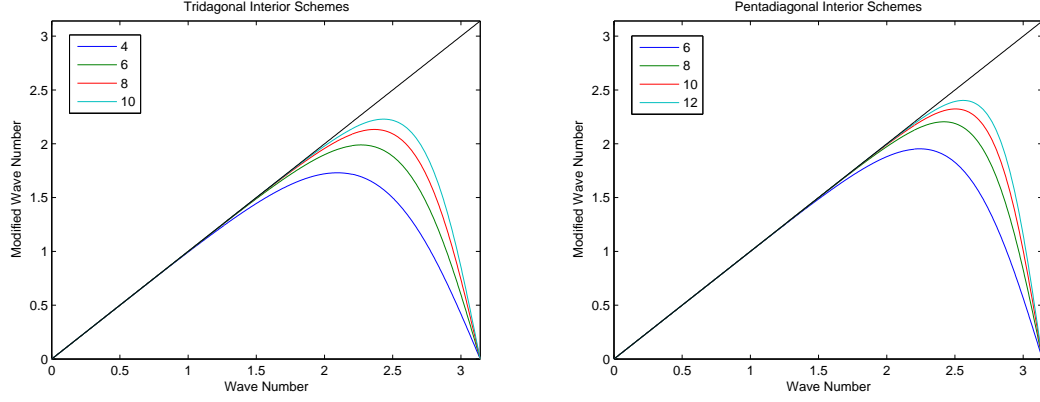 Tridagonal Interior Schemes
3
2.5
2
1.5
1
0.5
0
Modified Wave Number
4
6
8
10
0 0.5 1 1.5 2 2.5 3
Wave Number
Pentadiagonal Interior Schemes
3
2.5
2
1.5
1
0.5
0
Modified Wave Number
6
8
10
12
0 0.5 1 1.5 2 2.5 3
Wave Number